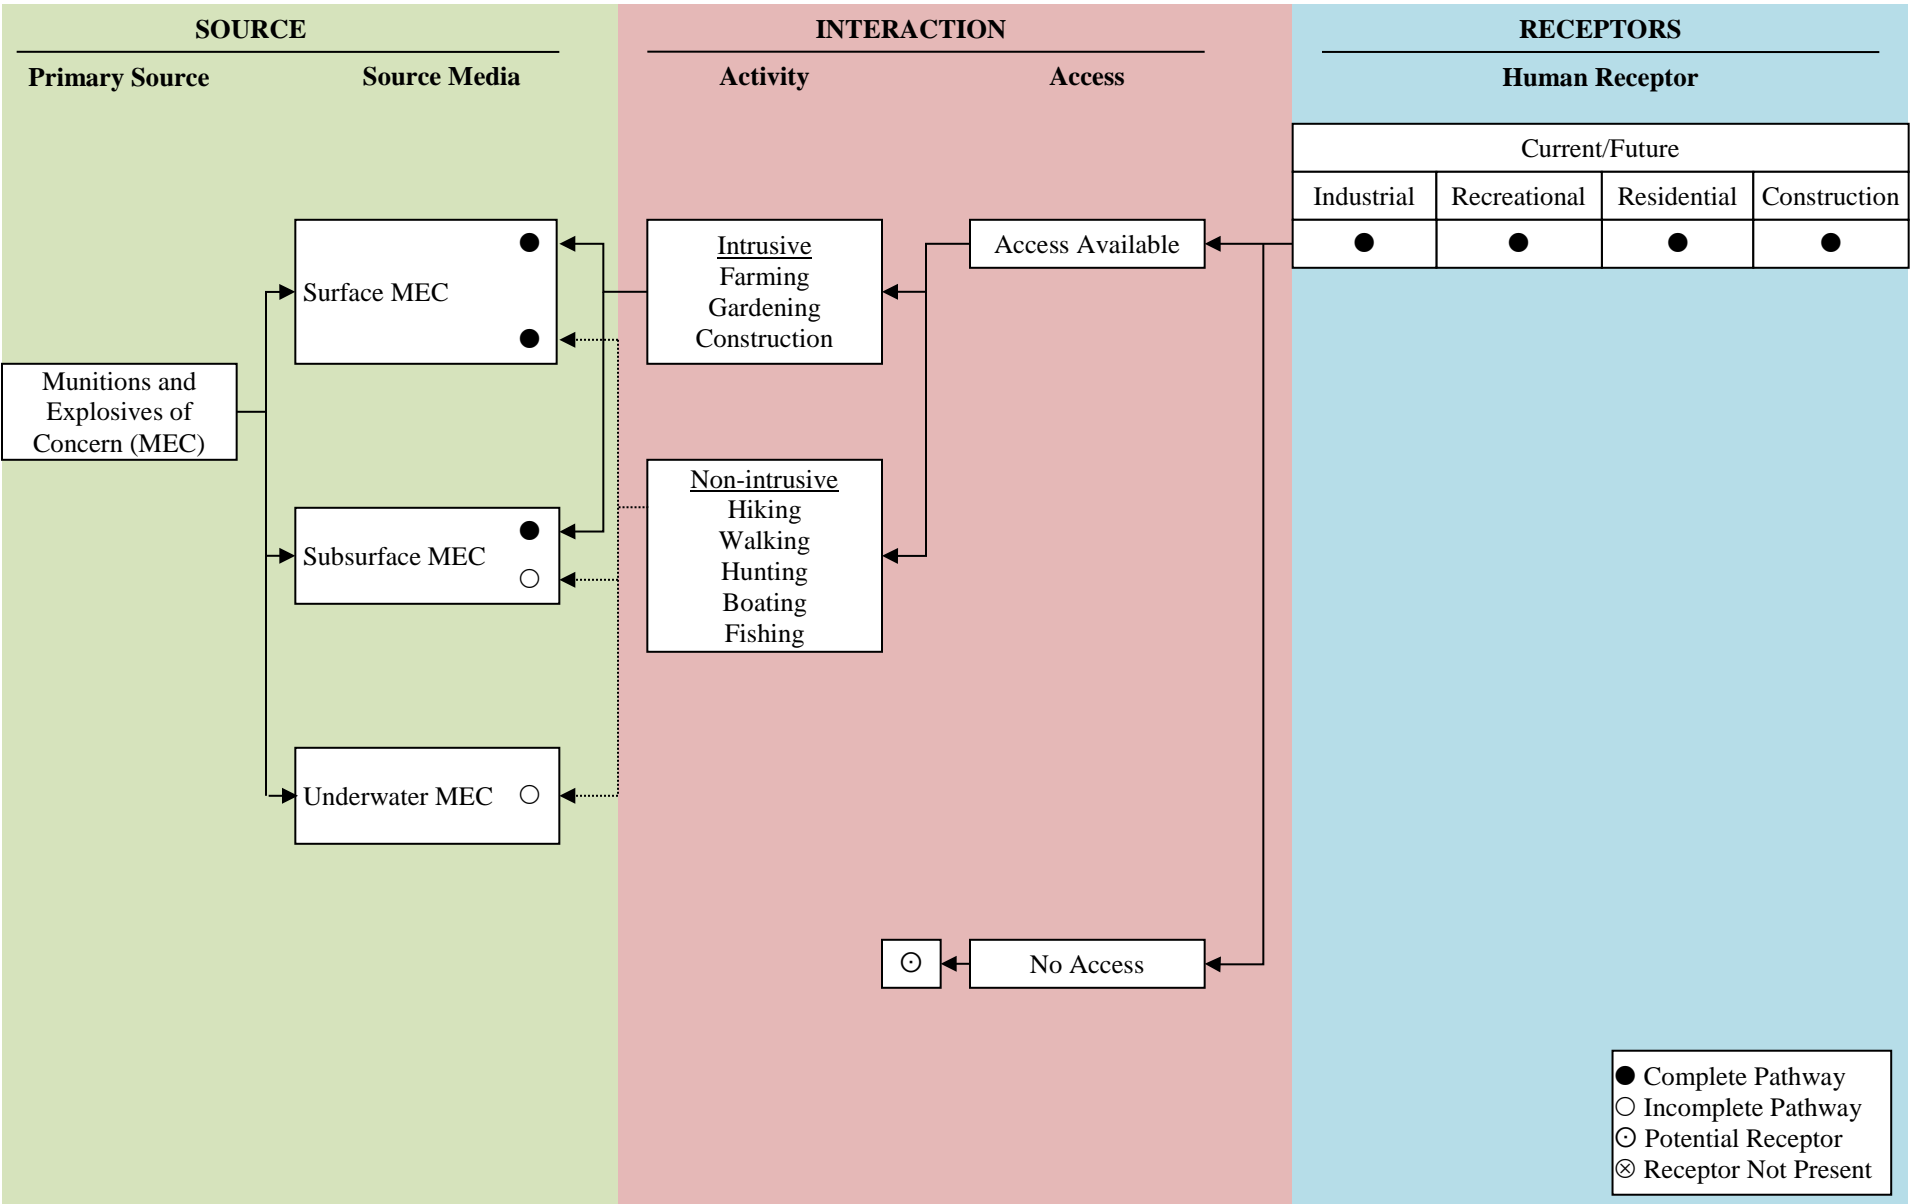 SOURCE
INTERACTION
RECEPTORS
Primary Source
Source Media
Activity
Access
Human Receptor
Current/Future
Industrial
Recreational
Residential
Construction
Surface MEC
Intrusive
Farming
Gardening
Construction
Access Available
Munitions and
Explosives of
Concern (MEC)
Subsurface MEC
Non-intrusive
Hiking
Walking
Hunting
Boating
Fishing
Underwater MEC
No Access
Complete Pathway
Incomplete Pathway
Potential Receptor
Receptor Not Present